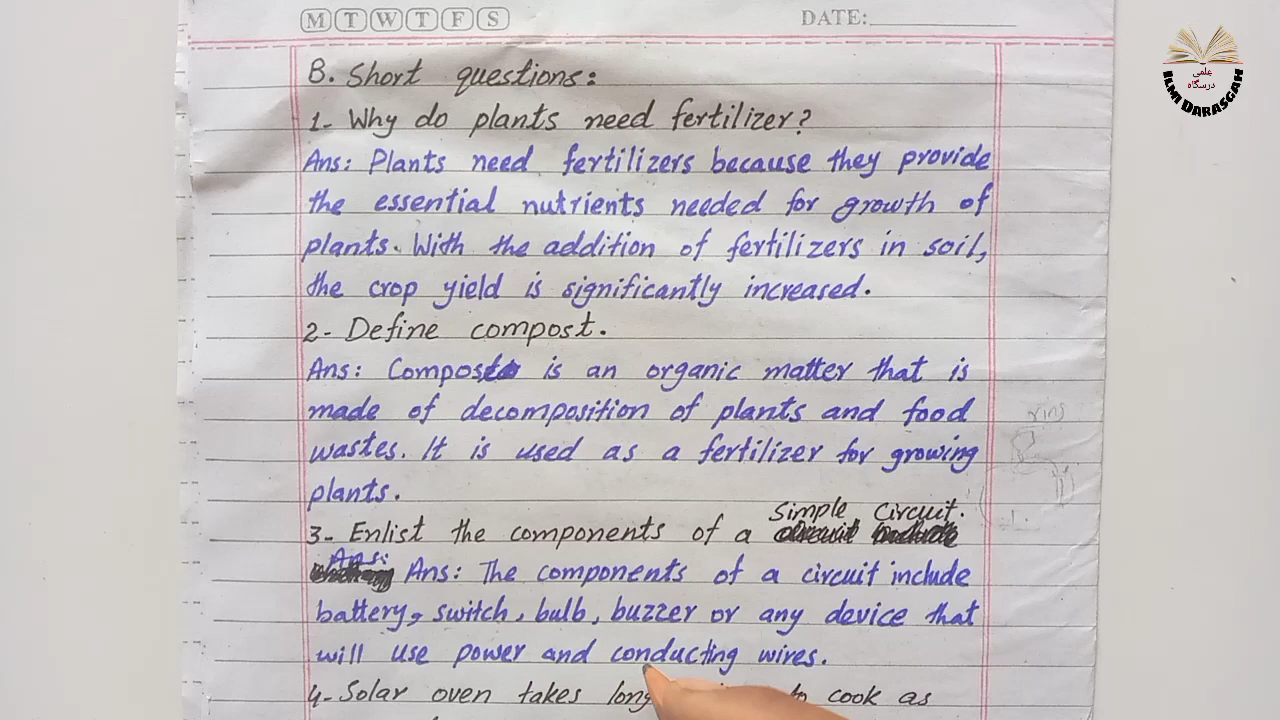 M T W T F S
DATE:
علمی
درسگاہ
ILMI DARASGAH
B. Short questions:
1- Why do plants need fertilizer?
Ans: Plants need fertilizers because they provide
the essential nutrients needed for growth of
plants. With the addition of fertilizers in soil,
the crop yield is significantly increased.
2- Define compost.
Ans: Compost is an organic matter that is
made of decomposition of plants and food
wastes. It is used as a fertilizer for growing
plants.
Simple Circuit.
3- Enlist the components of a
Ans:
Ans: The components of a circuit include
battery, switch, bulb, buzzer or any device that
will use power and conducting wires.
4- Solar oven takes to cook as